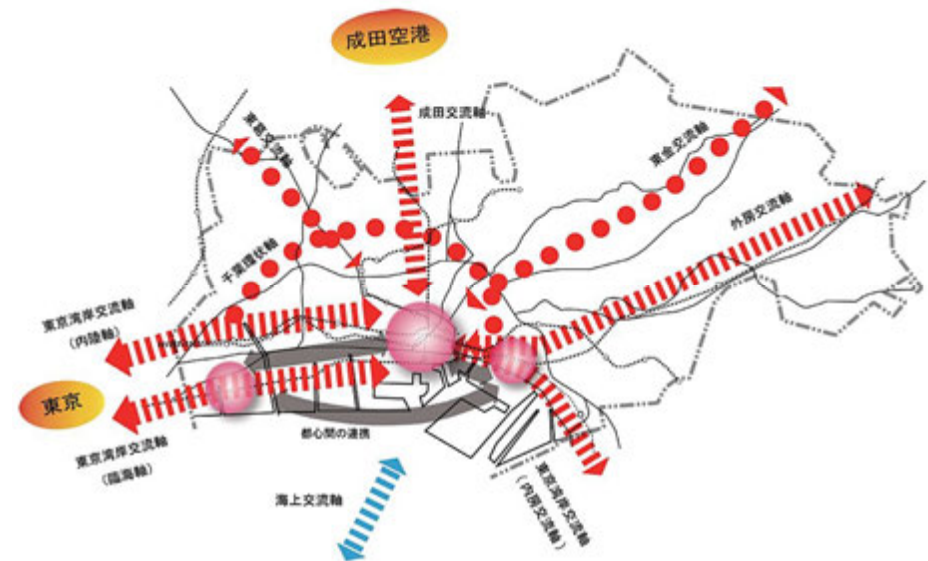 成田空港
成田交流軸
東葛交流軸
東金交流軸
外房交流軸
千葉環状軸
東京湾岸交流軸
(内陸軸)
東京
東京湾岸交流軸
(臨海軸)
都心間の連携
海上交流軸
東京湾岸交流軸
(内房交流軸)